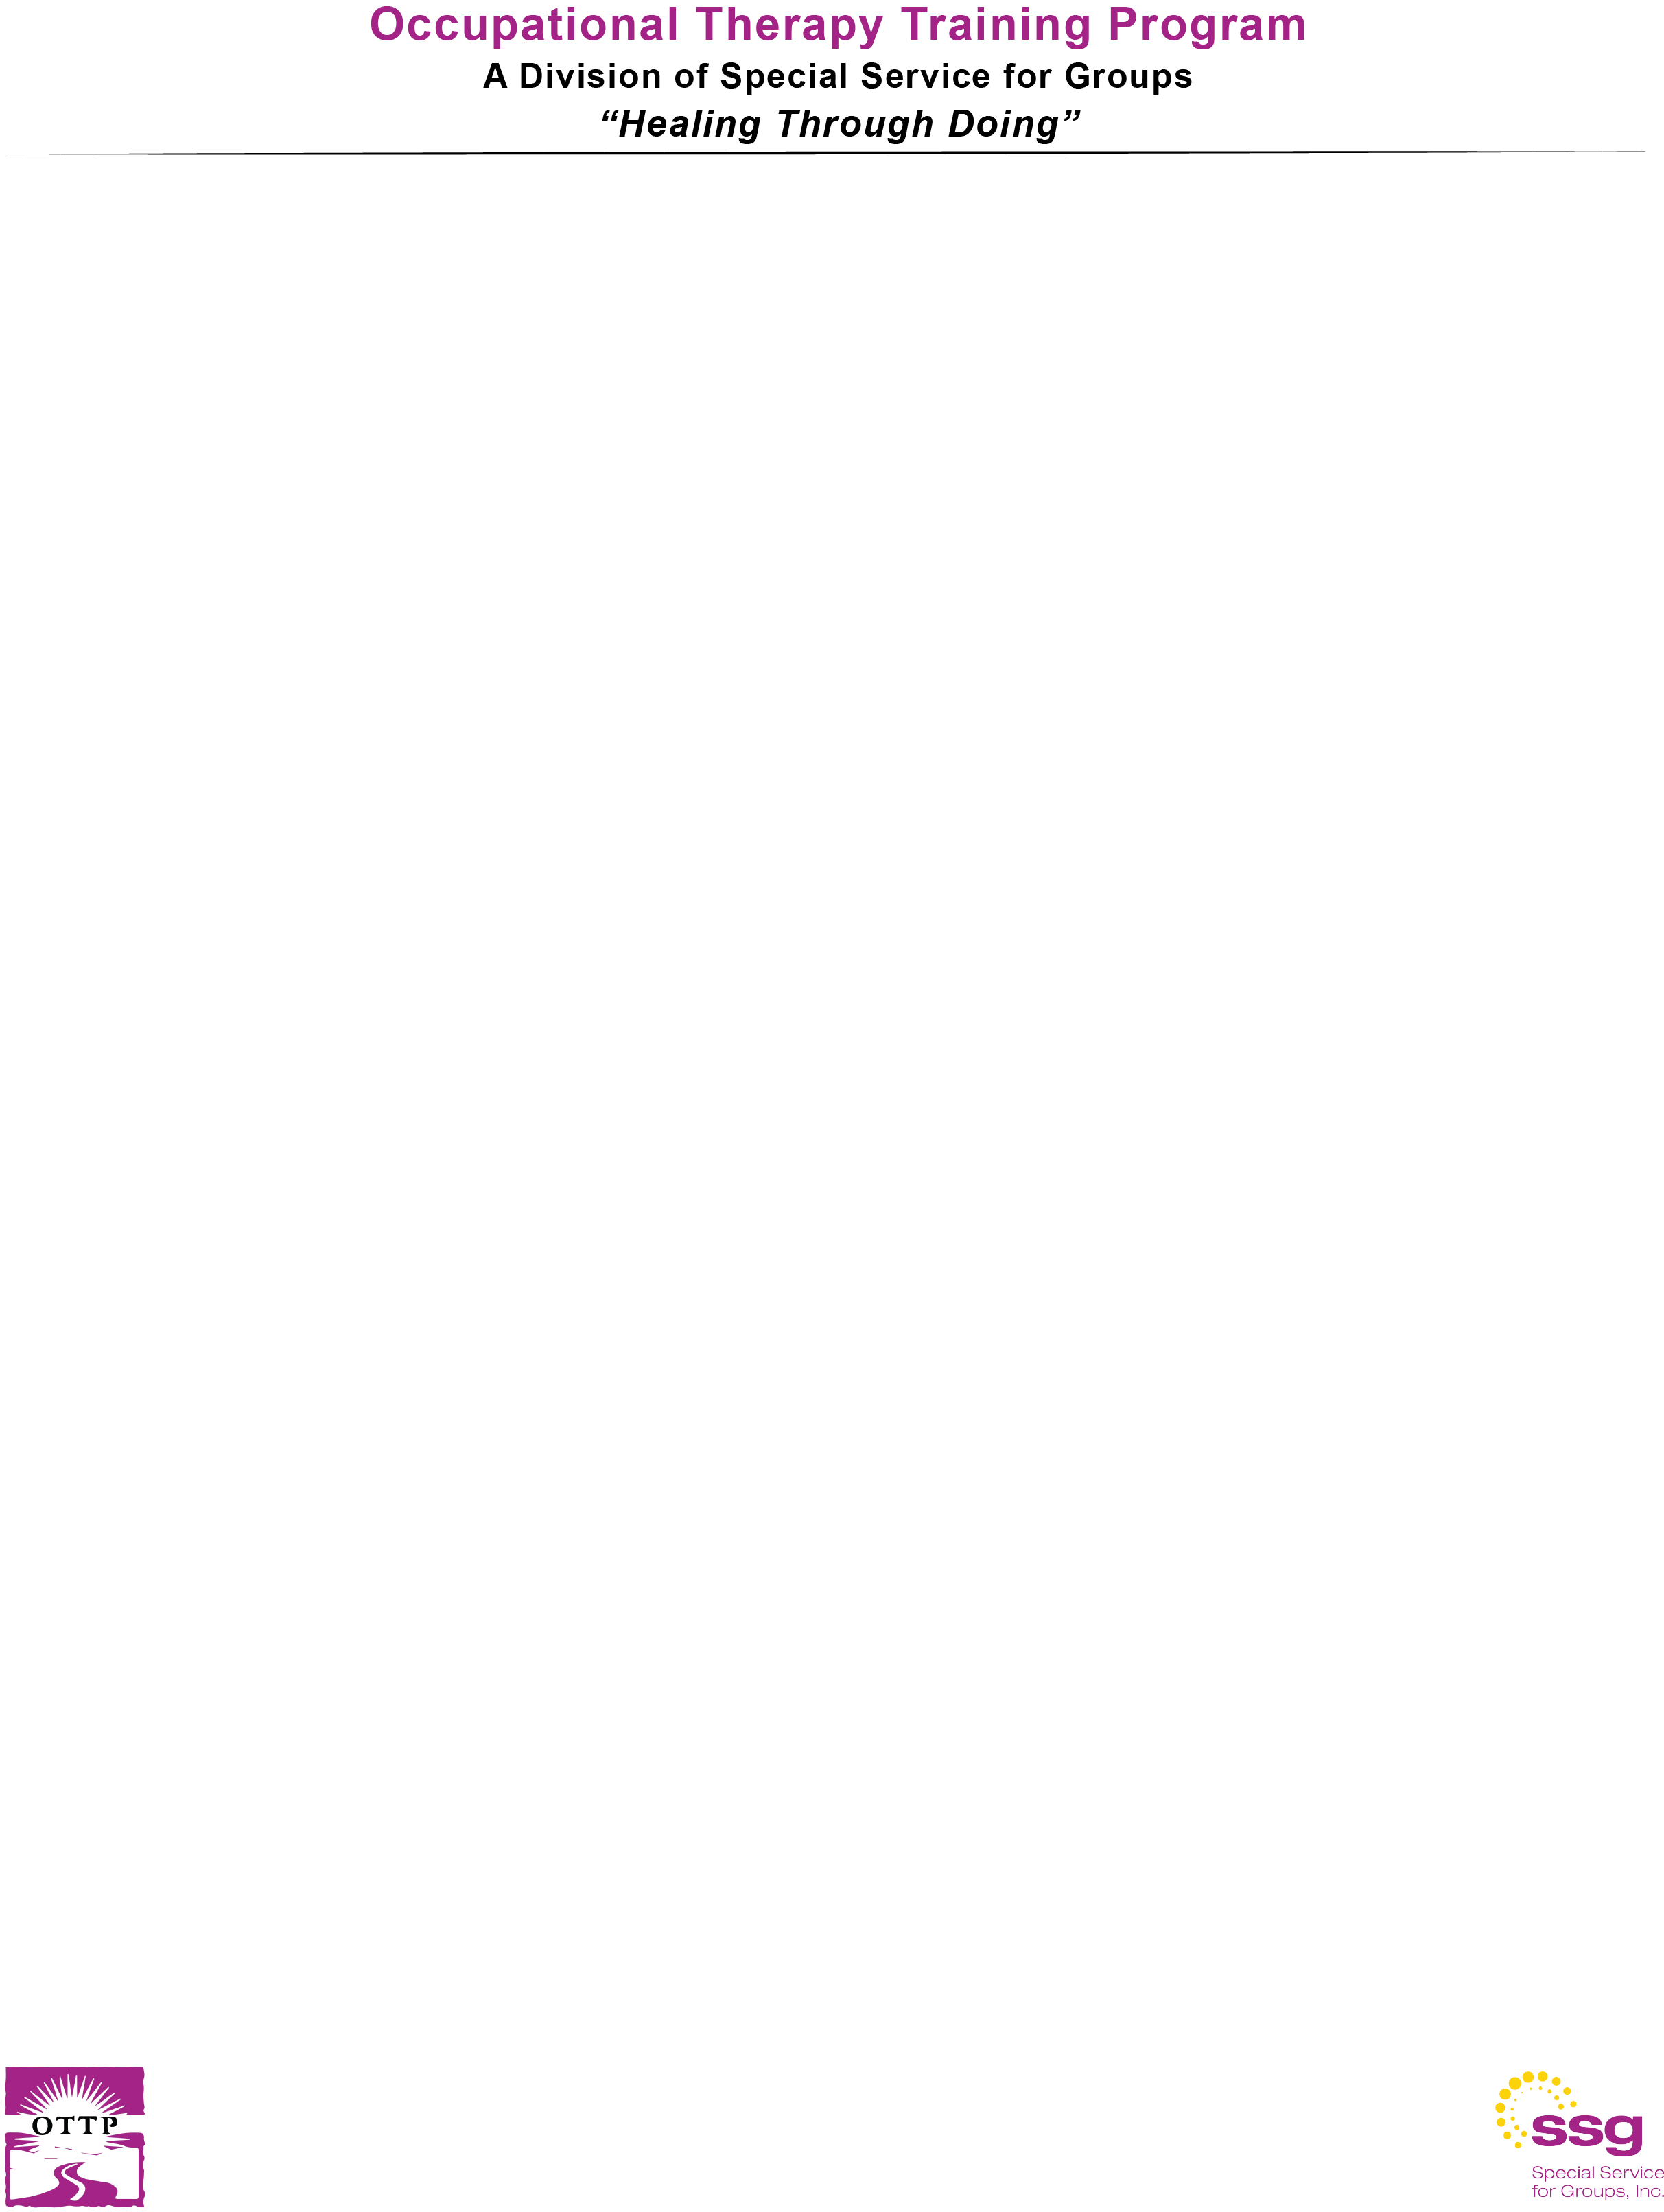 Occupational Therapy Training Program
A Division of Special Service for Groups
“Healing Through Doing”
OTTP
ssg
Special Service
for Groups, Inc.